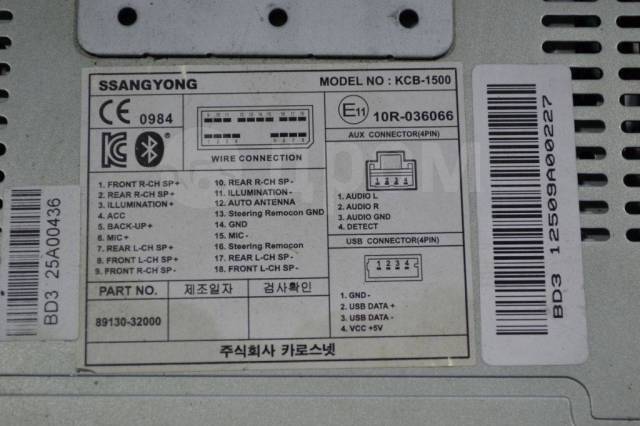 SSANGYONG
MODEL NO : KCB-1500
CE 0984
E11 10R-036066
WIRE CONNECTION
1. FRONT R-CH SP+
2. REAR R-CH SP+
3. ILLUMINATION+
4. ACC
5. BACK-UP+
6. MIC+
7. REAR L-CH SP+
8. FRONT L-CH SP+
9. FRONT R-CH SP-
10. REAR R-CH SP-
11. ILLUMINATION-
12. AUTO ANTENNA
13. Steering Remocon GND
14. GND
15. MIC-
16. Steering Remocon
17. REAR L-CH SP-
18. FRONT L-CH SP-
AUX CONNECTOR(4PIN)
1. AUDIO L
2. AUDIO R
3. AUDIO GND
4. DETECT
USB CONNECTOR(4PIN)
1 2 3 4
1. GND-
2. USB DATA+
3. USB DATA-
4. VCC +5V
PART NO.
제조일자
검사확인
89130-32000
주식회사 카로스넷
BD3 25A00436
BD3 12509A00227